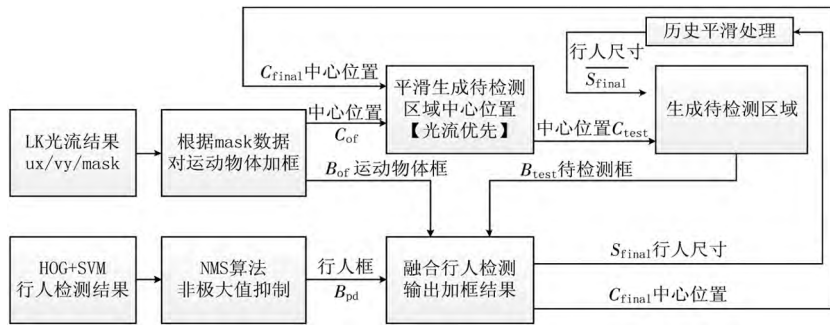 历史平滑处理
行人尺寸
S_final
C_final中心位置
平滑生成待检测
区域中心位置
【光流优先】
生成待检测区域
中心位置
C_of
中心位置C_test
LK光流结果
ux/vy/mask
根据mask数据
对运动物体加框
B_of 运动物体框
B_test待检测框
HOG+SVM
行人检测结果
NMS算法
非极大值抑制
行人框
B_pd
融合行人检测
输出加框结果
S_final行人尺寸
C_final中心位置